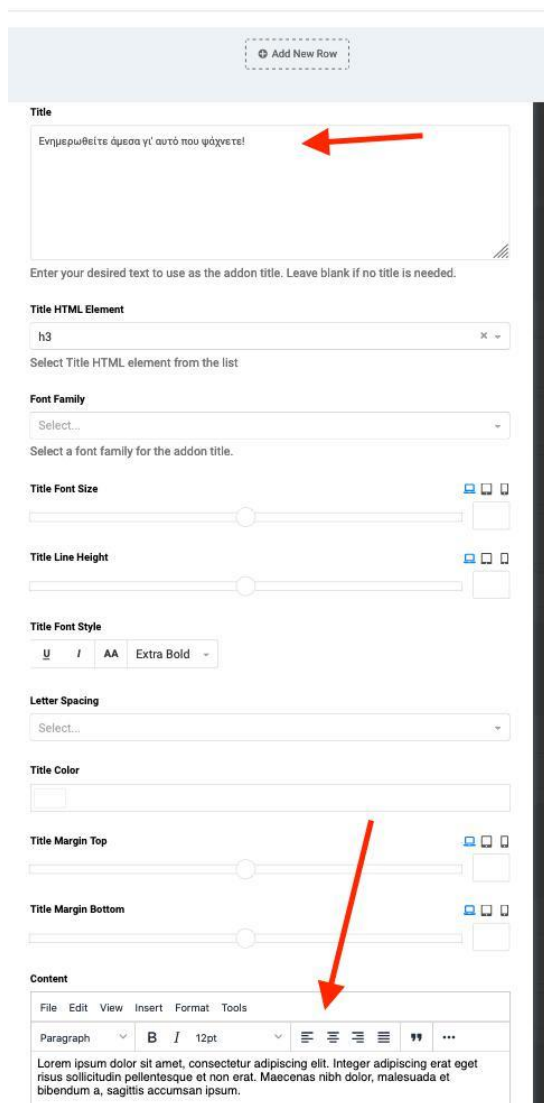 Add New Row
Title
Ενημερωθείτε άμεσα γι' αυτό που ψάχνετε!
Enter your desired text to use as the addon title. Leave blank if no title is needed.
Title HTML Element
h3
Select Title HTML element from the list
Font Family
Select...
Select a font family for the addon title.
Title Font Size
Title Line Height
Title Font Style
U I AA Extra Bold
Letter Spacing
Select...
Title Color
Title Margin Top
Title Margin Bottom
Content
File Edit View Insert Format Tools
Paragraph B I 12pt
Lorem ipsum dolor sit amet, consectetur adipiscing elit. Integer adipiscing erat eget
risus sollicitudin pellentesque et non erat. Maecenas nibh dolor, malesuada et
bibendum a, sagittis accumsan ipsum.